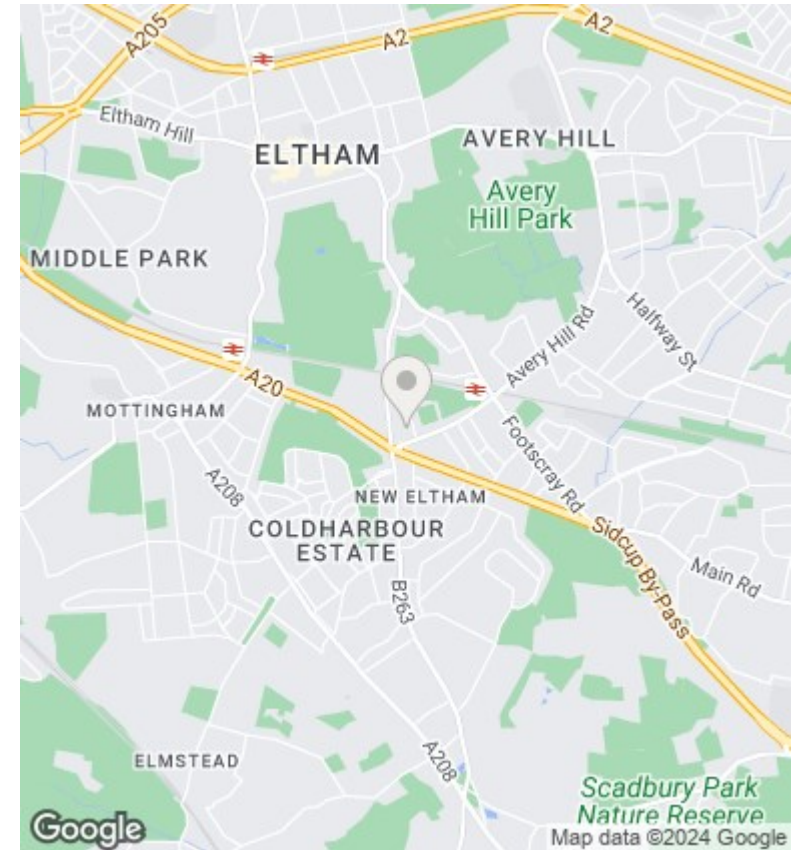 A205
A2
A2
Eltham Hill
ELTHAM
AVERY HILL
Avery
Hill Park
MIDDLE PARK
Halfway St
Avery Hill Rd
A20
MOTTINGHAM
Footscray Rd
A208
NEW ELTHAM
COLDHARBOUR
ESTATE
Sidcup By-Pass
Main Rd
B263
ELMSTEAD
A208
Scadbury Park
Nature Reserve
Google
Map data ©2024 Google